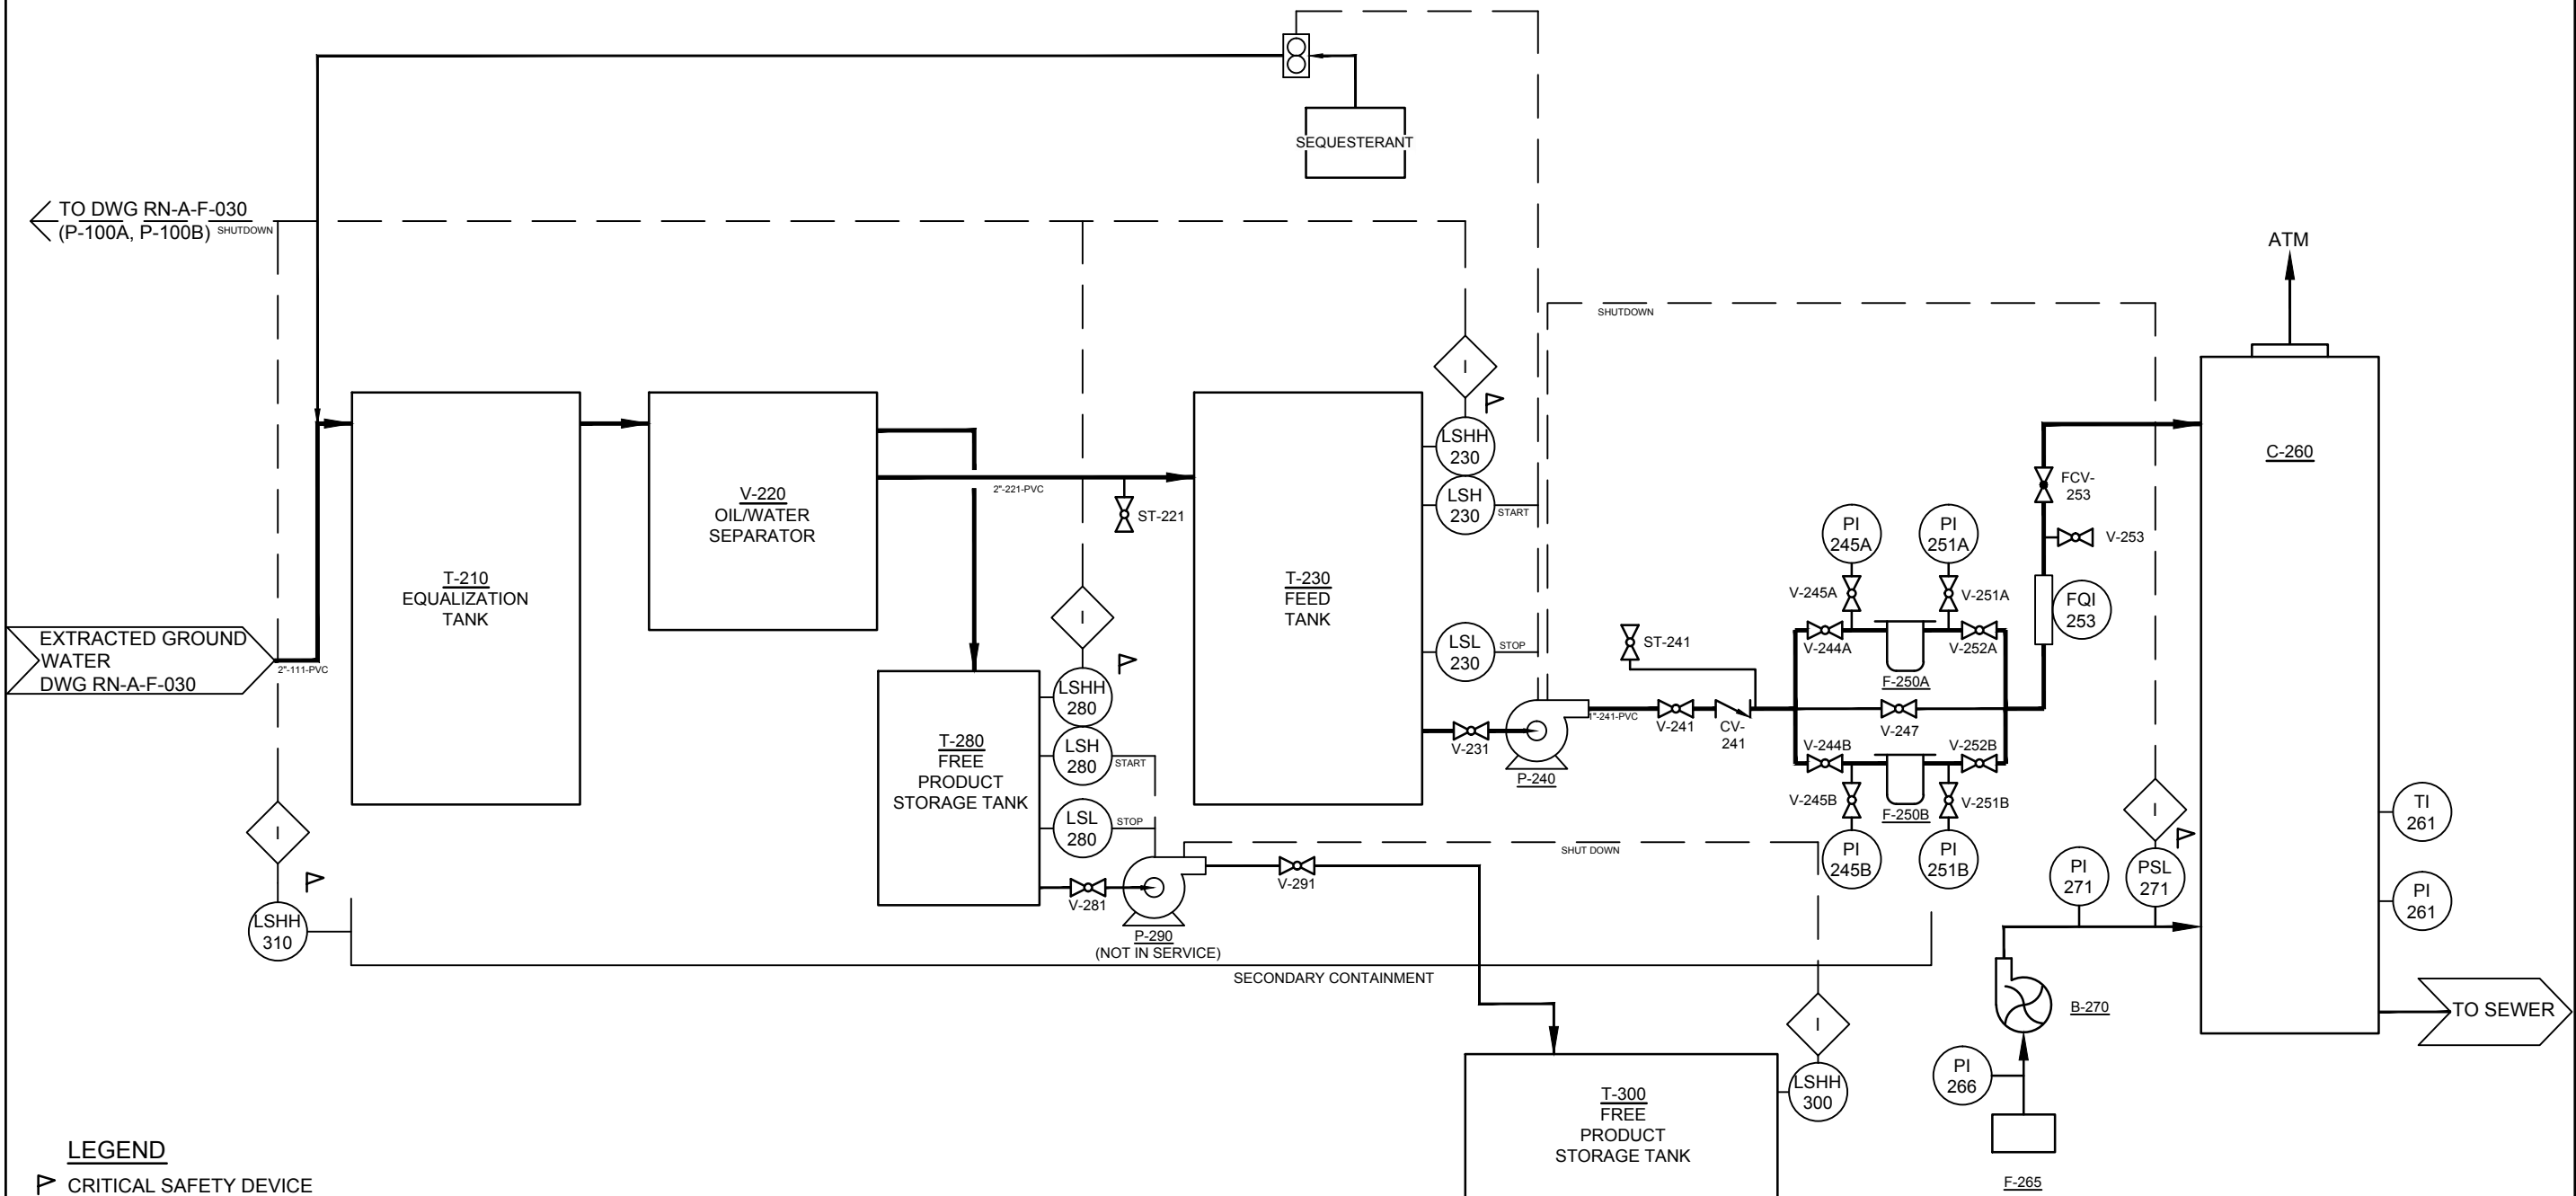 SEQUESTERANT
TO DWG RN-A-F-030
(P-100A, P-100B)
SHUTDOWN
ATM
SHUTDOWN
T-210
EQUALIZATION
TANK
V-220
OIL/WATER
SEPARATOR
2"-221-PVC
ST-221
T-230
FEED
TANK
LSHH
230
LSH
230
START
LSL
230
STOP
C-260
FCV-
253
V-253
FQI
253
PI
245A
PI
251A
V-245A
V-251A
V-244A
V-252A
F-250A
ST-241
EXTRACTED GROUND
WATER
DWG RN-A-F-030
2"-111-PVC
LSHH
280
LSH
280
START
LSL
280
STOP
T-280
FREE
PRODUCT
STORAGE TANK
V-231
P-240
1"-241-PVC
V-241
CV-
241
V-247
V-244B
V-252B
V-245B
V-251B
F-250B
PI
245B
PI
251B
I
I
I
I
I
TI
261
PI
261
PI
271
PSL
271
SHUT DOWN
V-281
V-291
P-290
(NOT IN SERVICE)
LSHH
310
SECONDARY CONTAINMENT
B-270
TO SEWER
PI
266
F-265
LSHH
300
T-300
FREE
PRODUCT
STORAGE TANK
LEGEND
CRITICAL SAFETY DEVICE